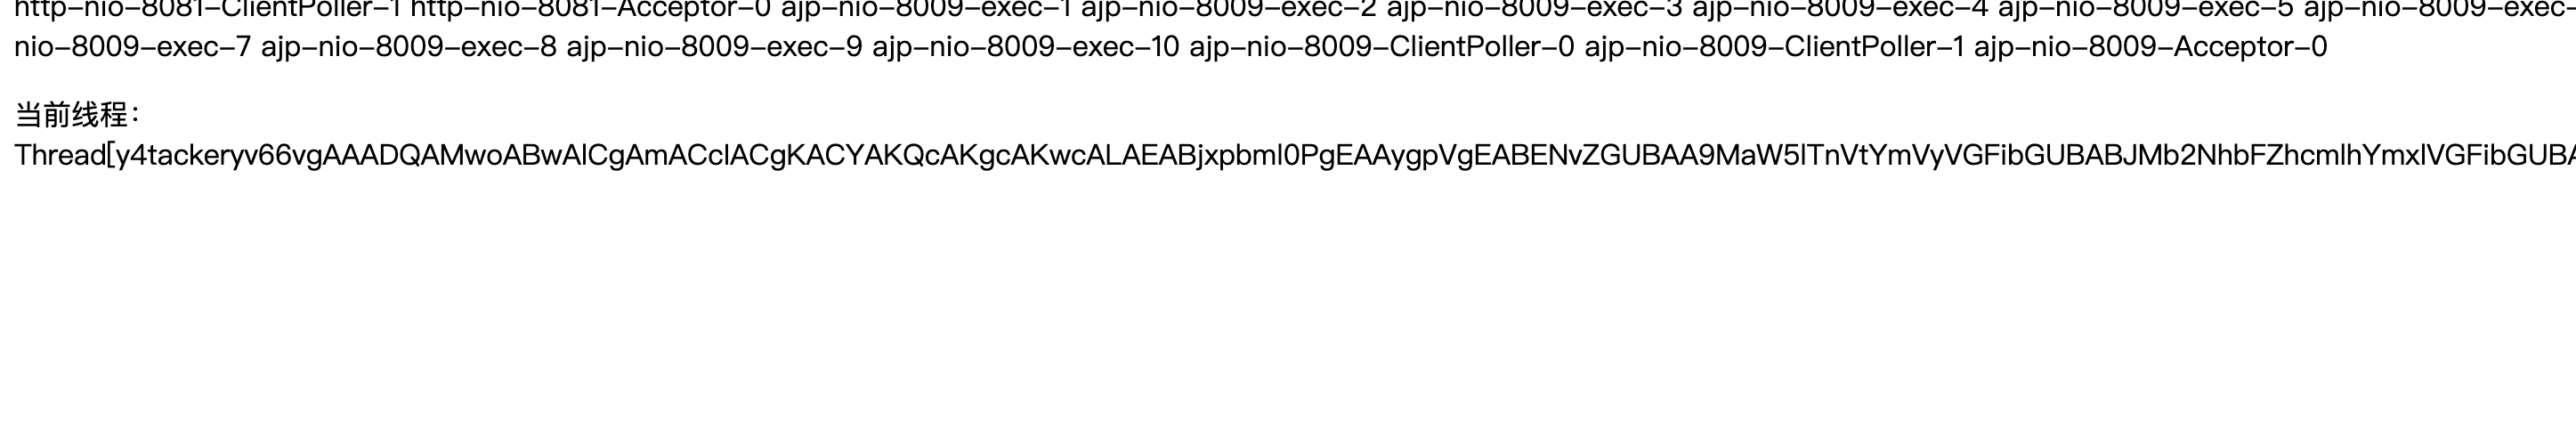 http-nio-8081-ClientPoller-1 http-nio-8081-Acceptor-0 ajp-nio-8009-exec-1 ajp-nio-8009-exec-2 ajp-nio-8009-exec-3 ajp-nio-8009-exec-4 ajp-nio-8009-exec-5 ajp-nio-8009-exec-
nio-8009-exec-7 ajp-nio-8009-exec-8 ajp-nio-8009-exec-9 ajp-nio-8009-exec-10 ajp-nio-8009-ClientPoller-0 ajp-nio-8009-ClientPoller-1 ajp-nio-8009-Acceptor-0
当前线程：
Thread[y4tackeryv66vgAAADQAMwoABwAlCgAmACcIACgKACYAKQcAKgcAKwcALAEABjxpbml0PgEAAygpVgEABENvZGUBAA9MaW5lTnVtYmVyVGFibGUBABJMb2NhbFZhcmlhYmxlVGFibGUBA